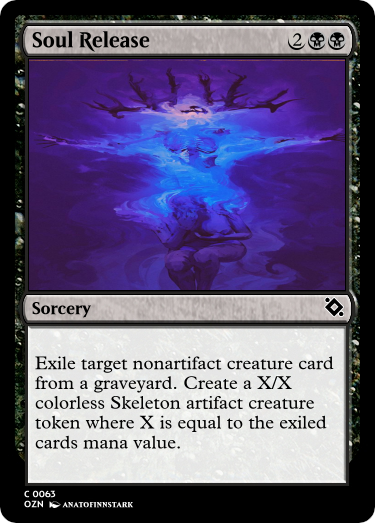 Soul Release 2
Sorcery
Exile target nonartifact creature card
from a graveyard. Create a X/X
colorless Skeleton artifact creature
token where X is equal to the exiled
cards mana value.
C 0063
OZN ANATOFINNSTARK